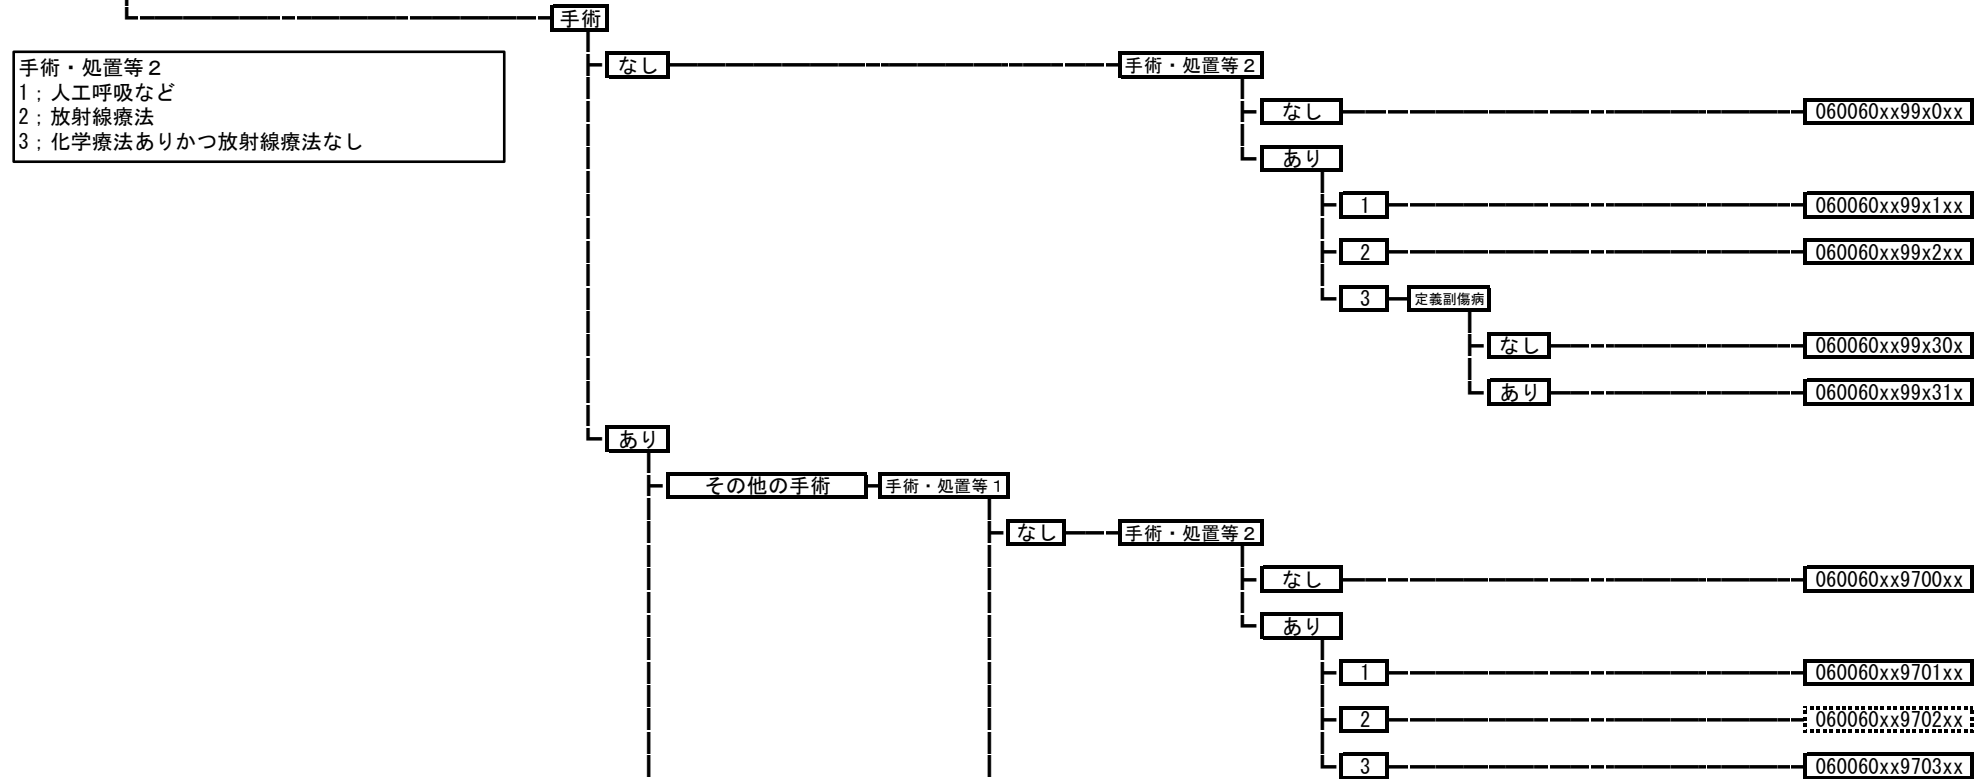 手術
手術・処置等２
1；人工呼吸など
2；放射線療法
3；化学療法ありかつ放射線療法なし
なし
手術・処置等２
なし
060060xx99x0xx
あり
1
060060xx99x1xx
2
060060xx99x2xx
3
定義副傷病
なし
060060xx99x30x
あり
060060xx99x31x
あり
その他の手術
手術・処置等１
なし
手術・処置等２
なし
060060xx9700xx
あり
1
060060xx9701xx
2
060060xx9702xx
3
060060xx9703xx